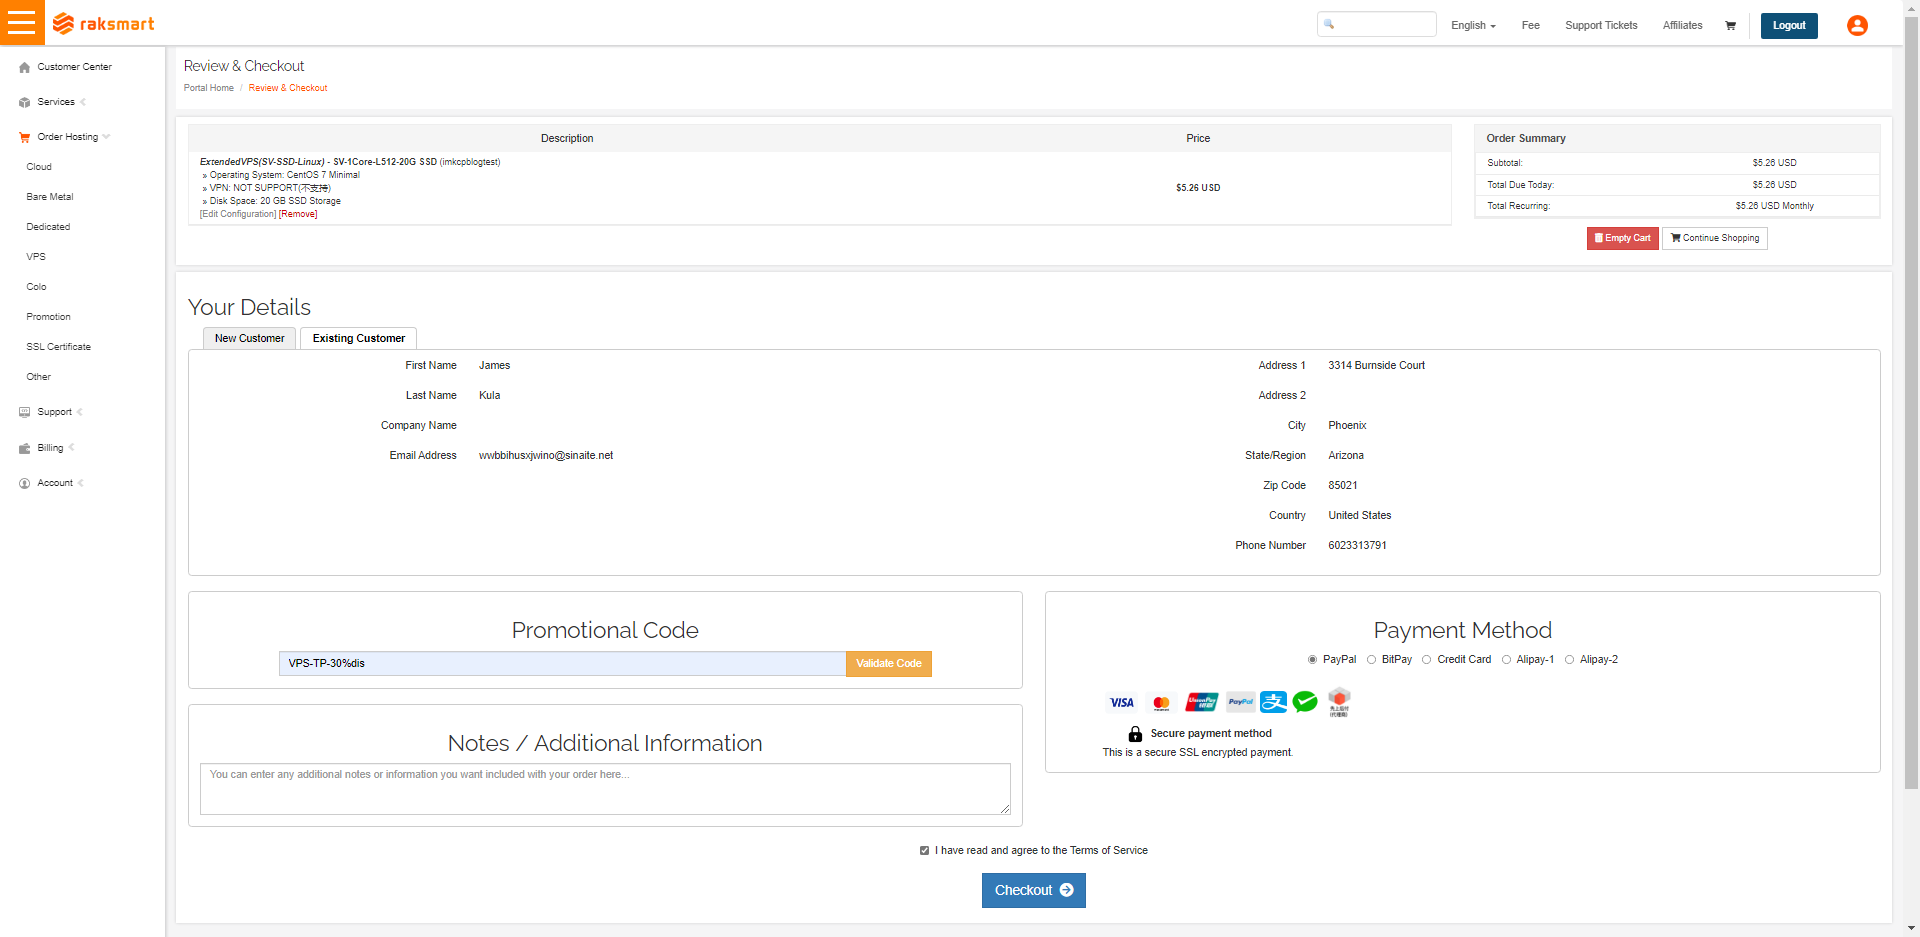 raksmart
English
Fee
Support Tickets
Affiliates
Logout
Customer Center
Services
Order Hosting
Cloud
Bare Metal
Dedicated
VPS
Colo
Promotion
SSL Certificate
Other
Support
Billing
Account
Review & Checkout
Portal Home / Review & Checkout
Description Price
ExtendedVPS(SV-SSD-Linux) - SV-1Core-L512-20G SSD (imkcpblogtest)
» Operating System: CentOS 7 Minimal
» VPN: NOT SUPPORT(不支持)
» Disk Space: 20 GB SSD Storage
[Edit Configuration] [Remove]
$5.26 USD
Order Summary
Subtotal: $5.26 USD
Total Due Today: $5.26 USD
Total Recurring: $5.26 USD Monthly
Empty Cart
Continue Shopping
Your Details
New Customer
Existing Customer
First Name James
Last Name Kula
Company Name
Email Address wwbbihusxjwino@sinaite.net
Address 1 3314 Burnside Court
Address 2
City Phoenix
State/Region Arizona
Zip Code 85021
Country United States
Phone Number 6023313791
Promotional Code
VPS-TP-30%dis
Validate Code
Notes / Additional Information
You can enter any additional notes or information you want included with your order here...
Payment Method
PayPal BitPay Credit Card Alipay-1 Alipay-2
VISA
UnionPay
PayPal
Secure payment method
This is a secure SSL encrypted payment.
I have read and agree to the Terms of Service
Checkout